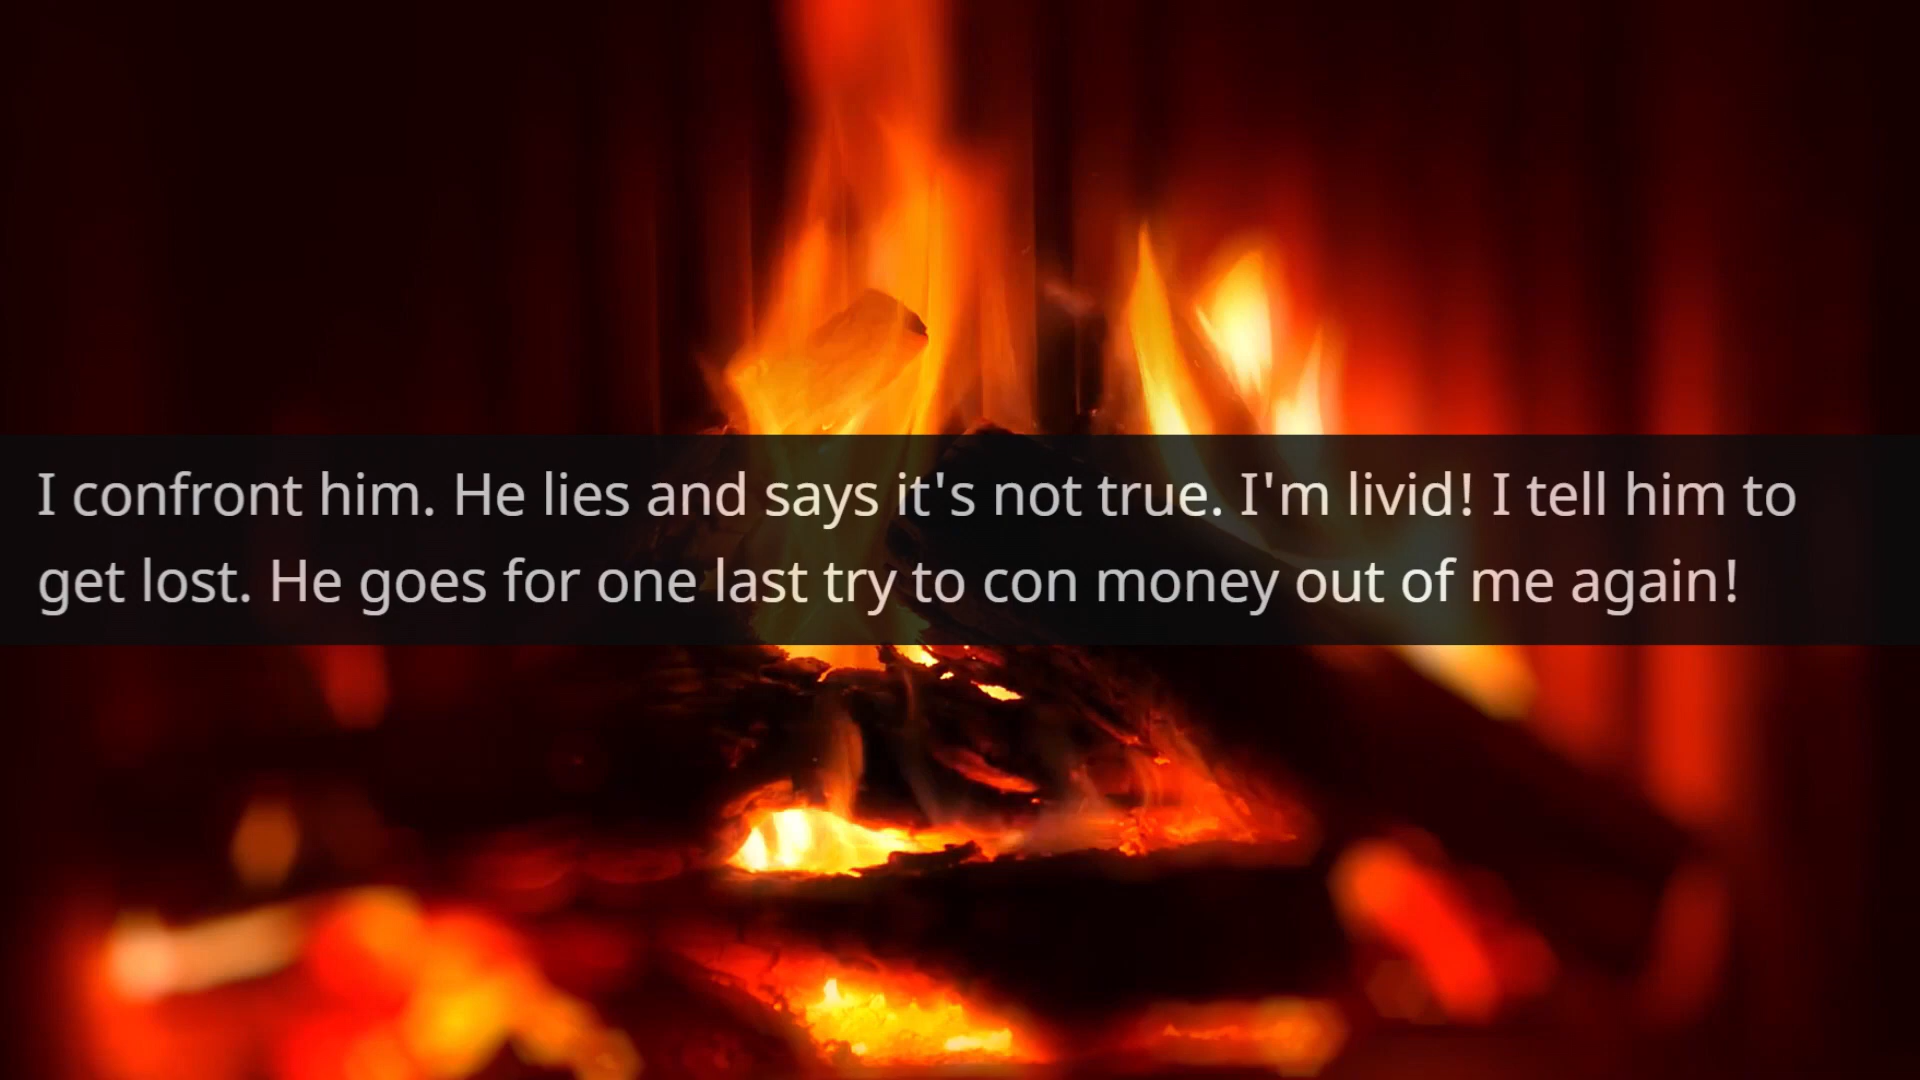 I confront him. He lies and says it's not true. I'm livid! I tell him to
get lost. He goes for one last try to con money out of me again!